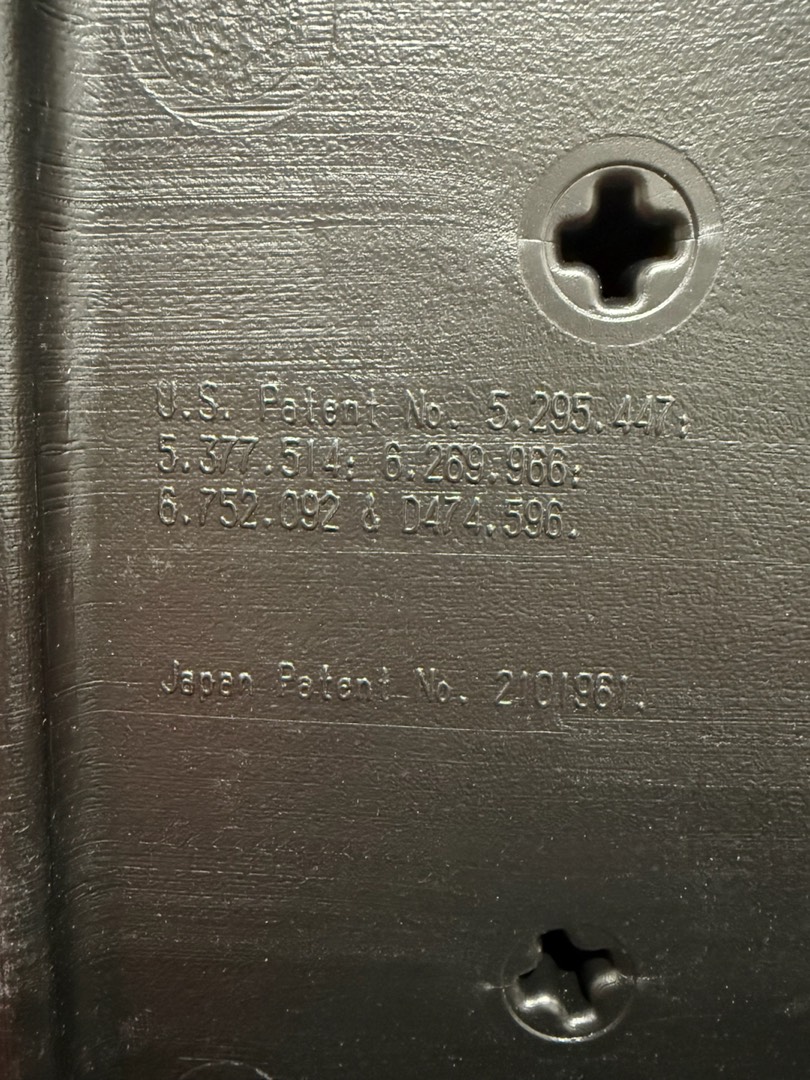 U.S. Patent No. 5.295.447;
5.377.514; 6.269.966;
6.752.092 & D474.596.
Japan Patent No. 2101961.